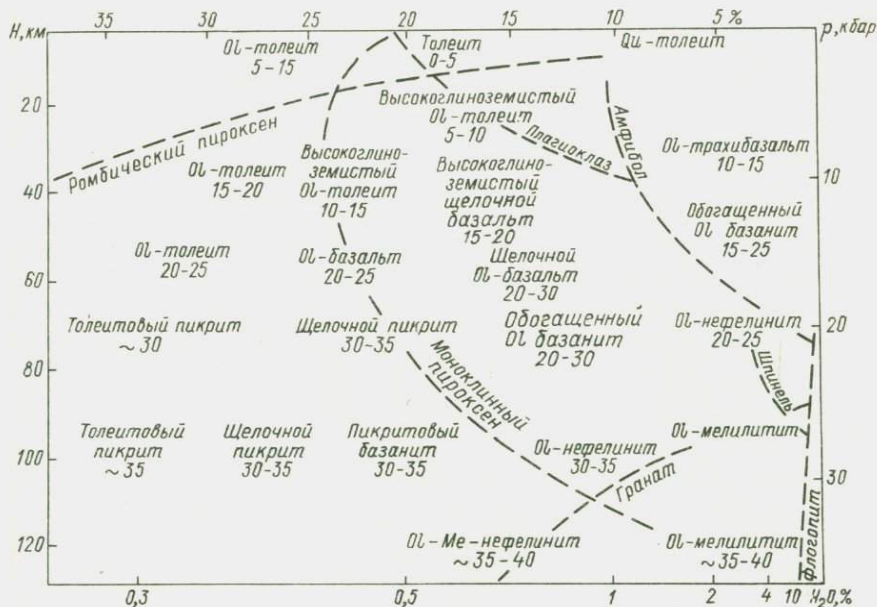 H, км 35 30 25 20 15 10 5 % p, кбар
Ol-толеит
5-15
Толеит
0-5
Qu-толеит
20
Высокоглиноземистый
Ol-толеит
5-10
Плагиоклаз
Амфибол
Ol-трахибазальт
10-15
Ромбический пироксен
Ol-толеит
15-20
Высокоглино-
земистый
Ol-толеит
10-15
Высокоглино-
земистый
щелочной
базальт
15-20
40
10
Обогащенный
Ol базанит
15-25
Ol-толеит
20-25
Ol-базальт
20-25
Щелочной
Ol-базальт
20-30
60
Толеитовый пикрит
~30
Щелочной пикрит
30-35
Обогащенный
Ol базанит
20-30
Ol-нефелинит
20-25
20
80
Моноклинный
пироксен
Шпинель
Толеитовый
пикрит
~35
Щелочной
пикрит
30-35
Пикритовый
базанит
30-35
Ol-нефелинит
30-35
Ol-мелилитит
100
Гранат
30
120
Ol-Me-нефелинит
~35-40
Ol-мелилитит
~35-40
Флогопит
0,3 0,5 1 2 4 10 H₂O,%